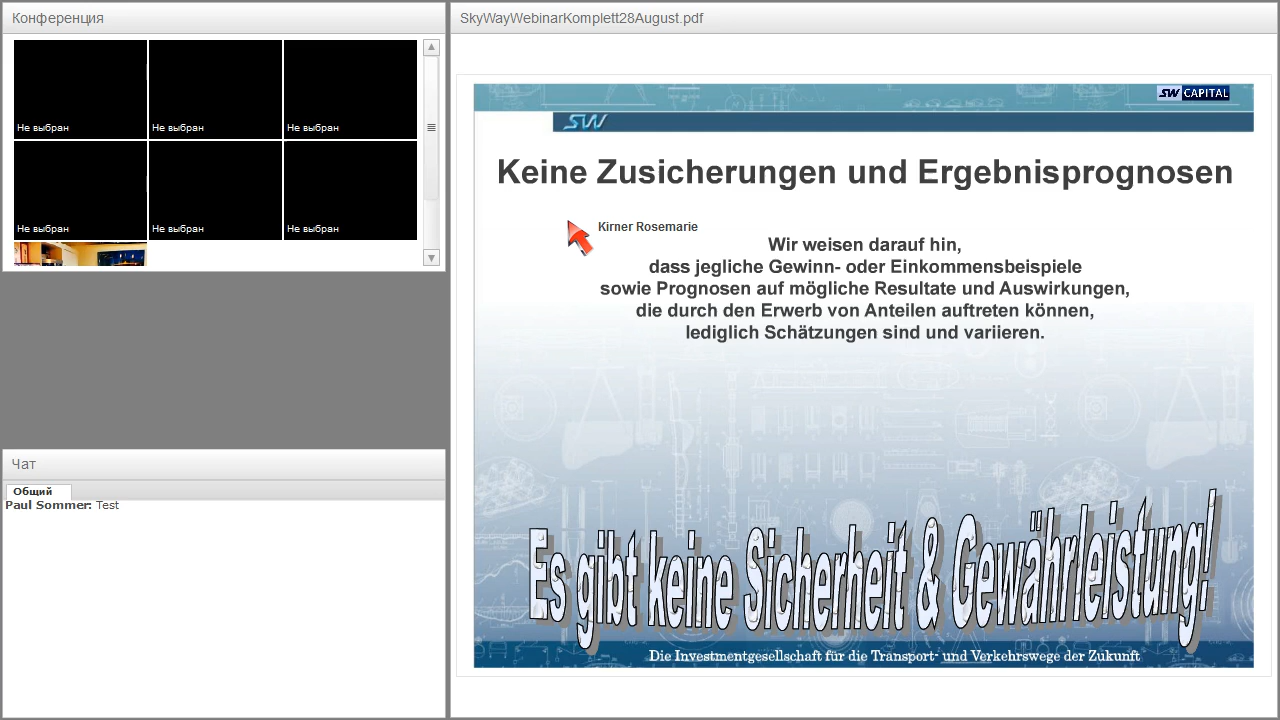 Конференция
Не выбран
Не выбран
Не выбран
Не выбран
Не выбран
Не выбран
Чат
Общий
Paul Sommer: Test
SkyWayWebinarKomplett28August.pdf
SW CAPITAL
SW
Keine Zusicherungen und Ergebnisprognosen
Kirner Rosemarie
Wir weisen darauf hin,
dass jegliche Gewinn- oder Einkommensbeispiele
sowie Prognosen auf mögliche Resultate und Auswirkungen,
die durch den Erwerb von Anteilen auftreten können,
lediglich Schätzungen sind und variieren.
Es gibt keine Sicherheit & Gewährleistung!
Die Investmentgesellschaft für die Transport- und Verkehrswege der Zukunft